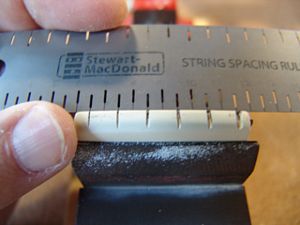 Stewart-
MacDonald
STRING SPACING RUL